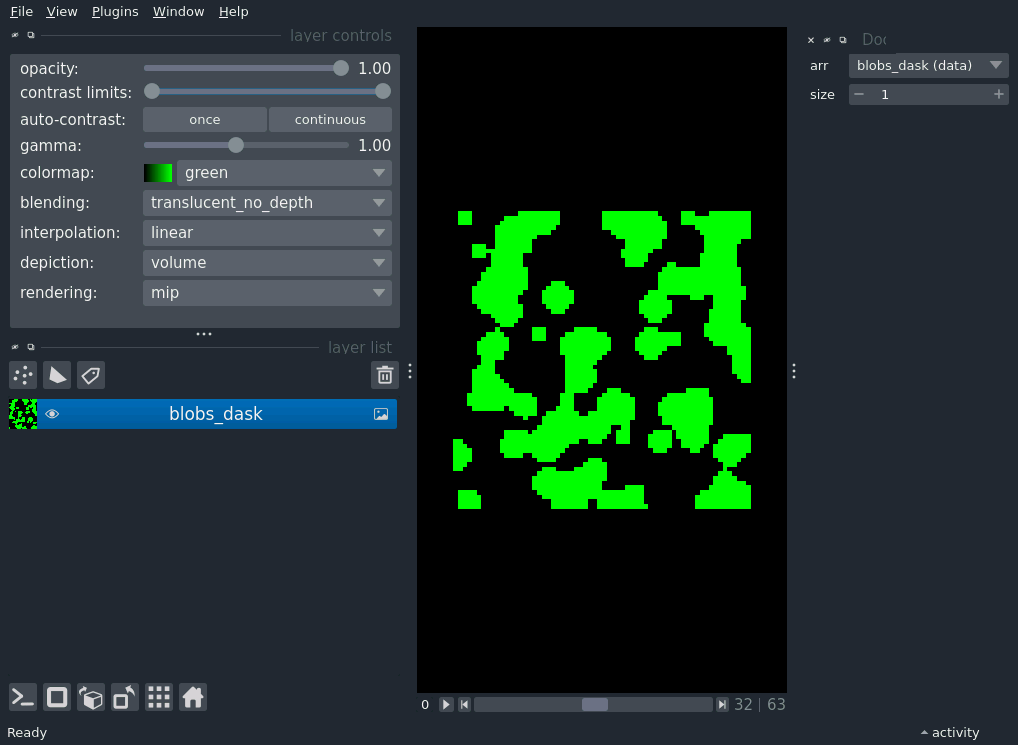 File View Plugins Window Help
layer controls
opacity: 1.00
contrast limits:
auto-contrast: once continuous
gamma: 1.00
colormap: green
blending: translucent_no_depth
interpolation: linear
depiction: volume
rendering: mip
layer list
blobs_dask
0 32 | 63
Ready
activity
arr blobs_dask (data)
size 1